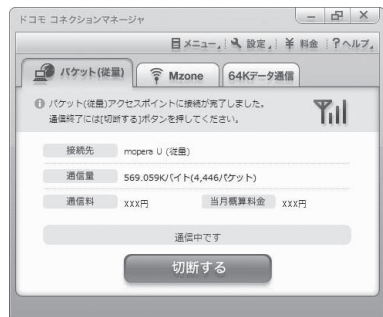 ドコモ コネクションマネージャ
メニュー 設定 ¥ 料金 ? ヘルプ
パケット(従量) Mzone 64Kデータ通信
パケット(従量)アクセスポイントに接続が完了しました。
通信終了には[切断する]ボタンを押してください。
接続先 mopera U (従量)
通信量 569.059Kバイト(4,446パケット)
通信料 xxx円 当月概算料金 xxx円
通信中です
切断する